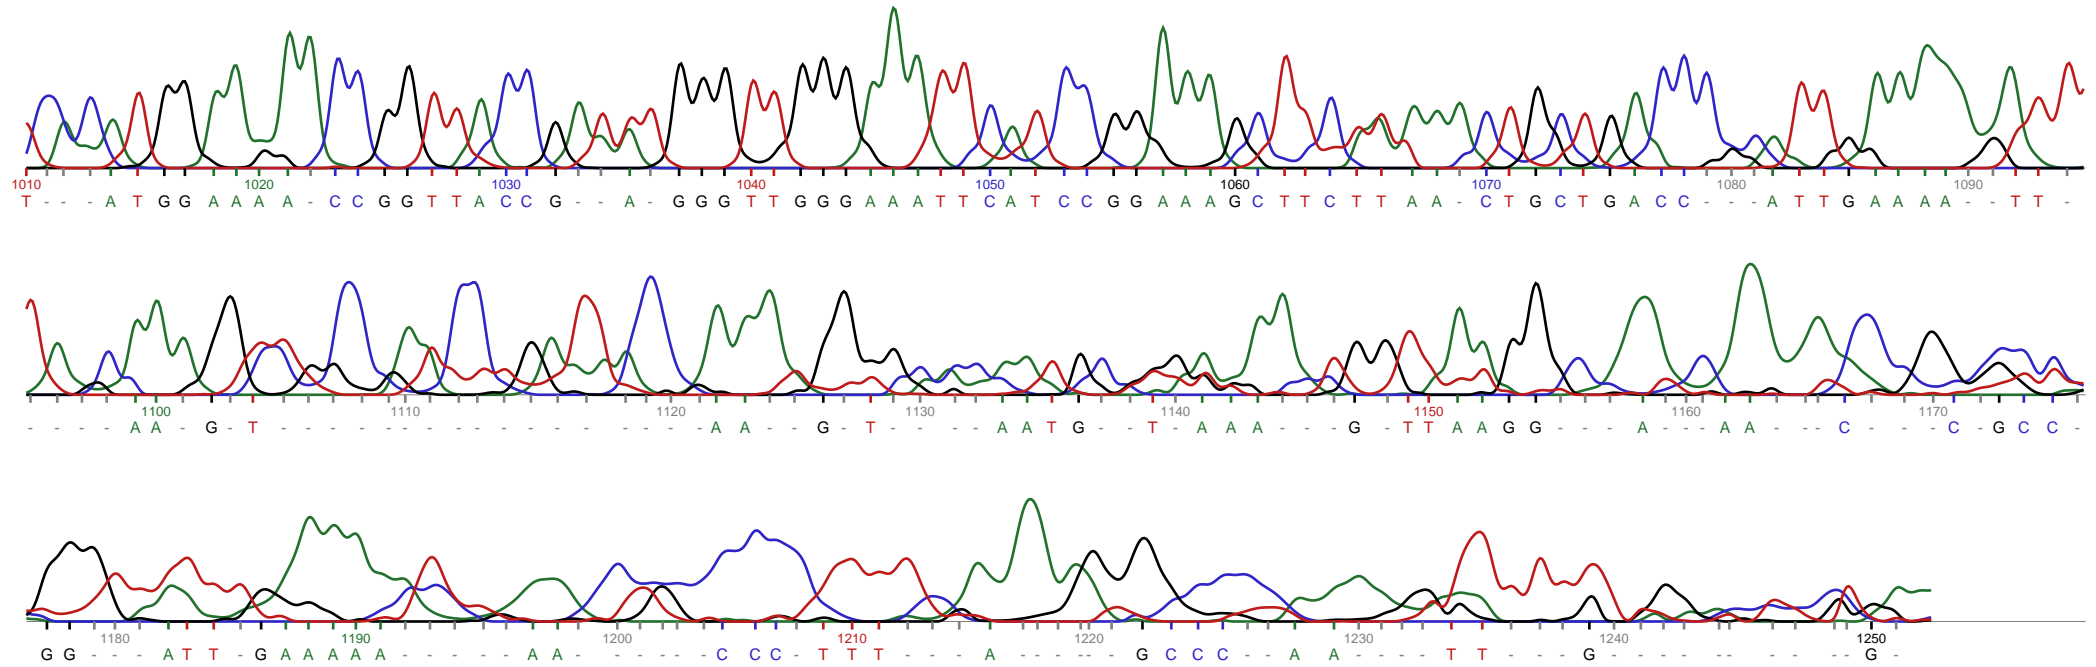 1010 1020 1030 1040 1050 1060 1070 1080 1090
T - - - A T G G A A A A - C C G G T T A C C G - - A - G G G T T G G G A A A T T C A T C C G G A A A G C T T C T T A A - C T G C T G A C C - - - A T T G A A A A - - T T -
1100 1110 1120 1130 1140 1150 1160 1170
- - - - A A - G - T - - - - - - - - - - - - - - - - - A A - - G - T - - - - A A T G - - T - A A A - - - G - T T A A G G - - - A - - A A - - - C - - - C - G C C -
1180 1190 1200 1210 1220 1230 1240 1250
G G - - - A T T - G A A A A A - - - - - A A - - - - - C C C - T T T - - - A - - - - - G C C C - - A A - - - - T T - - - G - - - - - - - - - - G -